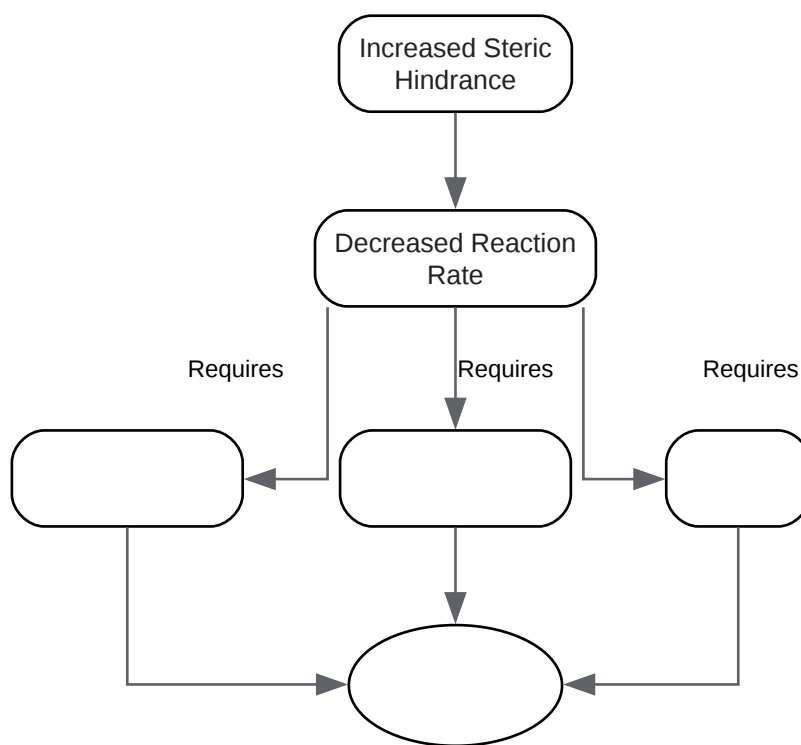 Increased Steric
Hindrance
Decreased Reaction
Rate
Requires
Requires
Requires